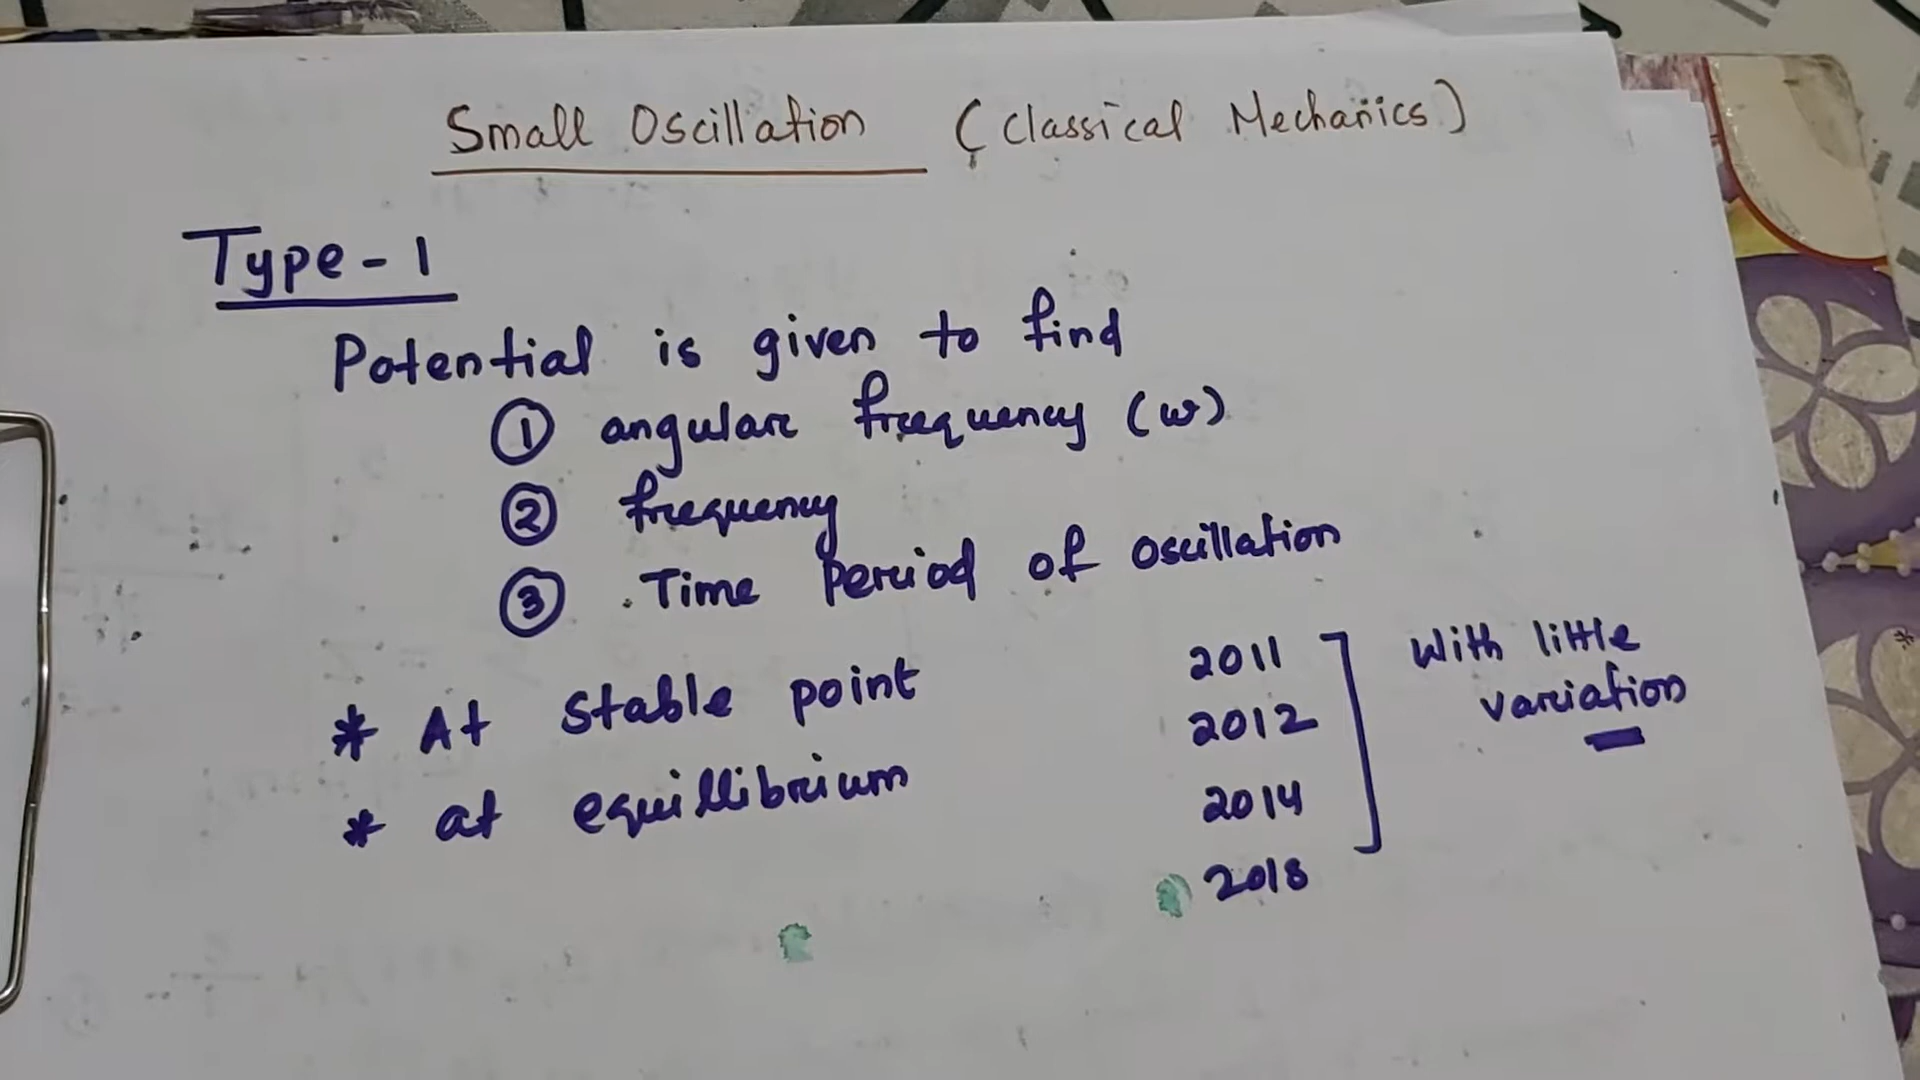 Small Oscillation (Classical Mechanics)
Type-1
Potential is given to find
① angular frequency (ω)
② frequency
③ Time Period of oscillation
* At stable point
* at equillibrium
2011
2012
2014
2018
With little
variation